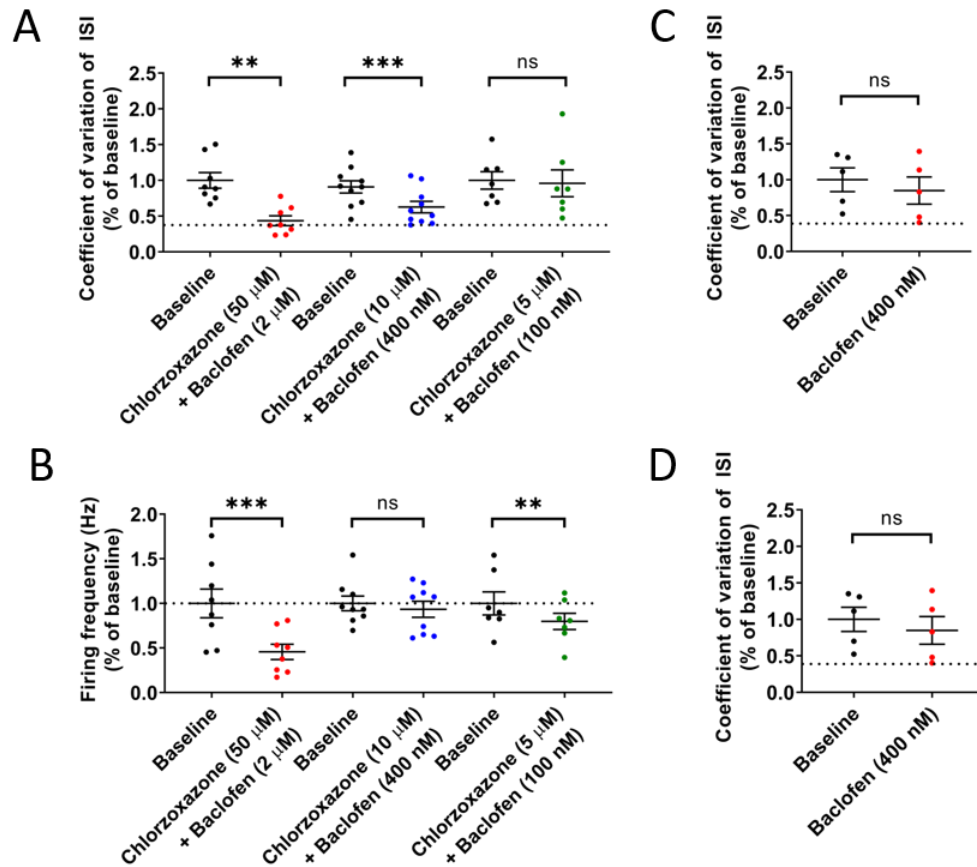 A
Coefficient of variation of ISI
(% of baseline)
2.5
2.0
1.5
1.0
0.5
0.0
**
***
ns
Baseline
Chlorzoxazone (50 μM)
+ Baclofen (2 μM)
Baseline
Chlorzoxazone (10 μM)
+ Baclofen (400 nM)
Baseline
Chlorzoxazone (5 μM)
+ Baclofen (100 nM)
C
Coefficient of variation of ISI
(% of baseline)
2.5
2.0
1.5
1.0
0.5
0.0
ns
Baseline
Baclofen (400 nM)
B
Firing frequency (Hz)
(% of baseline)
2.0
1.5
1.0
0.5
0.0
***
ns
**
Baseline
Chlorzoxazone (50 μM)
+ Baclofen (2 μM)
Baseline
Chlorzoxazone (10 μM)
+ Baclofen (400 nM)
Baseline
Chlorzoxazone (5 μM)
+ Baclofen (100 nM)
D
Coefficient of variation of ISI
(% of baseline)
2.5
2.0
1.5
1.0
0.5
0.0
ns
Baseline
Baclofen (400 nM)